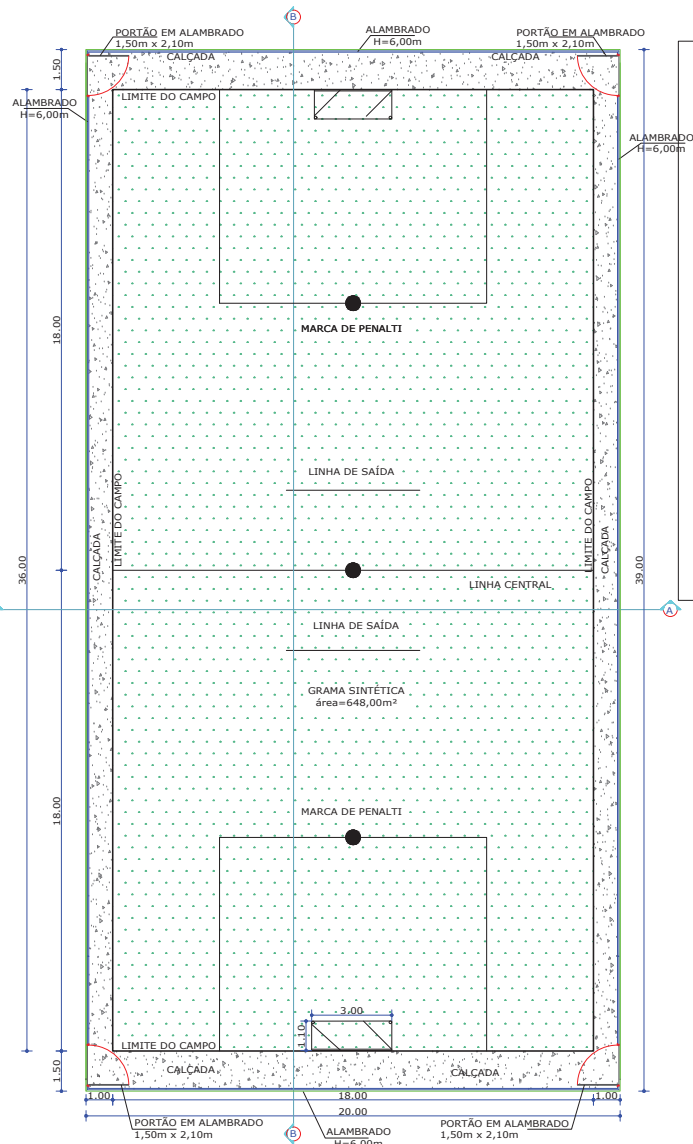 B
PORTÃO EM ALAMBRADO
1,50m x 2,10m
ALAMBRADO
H=6,00m
PORTÃO EM ALAMBRADO
1,50m x 2,10m
CALÇADA
CALÇADA
1.50
ALAMBRADO
H=6,00m
LIMITE DO CAMPO
ALAMBRADO
H=6,00m
18.00
MARCA DE PENALTI
LINHA DE SAÍDA
LIMITE DO CAMPO
LIMITE DO CAMPO
CALÇADA
CALÇADA
36.00
39.00
LINHA CENTRAL
A
LINHA DE SAÍDA
GRAMA SINTÉTICA
área=648,00m²
18.00
MARCA DE PENALTI
3.00
1.10
LIMITE DO CAMPO
1.50
CALÇADA
CALÇADA
1.00
18.00
1.00
20.00
PORTÃO EM ALAMBRADO
1,50m x 2,10m
ALAMBRADO
H=6,00m
PORTÃO EM ALAMBRADO
1,50m x 2,10m
B